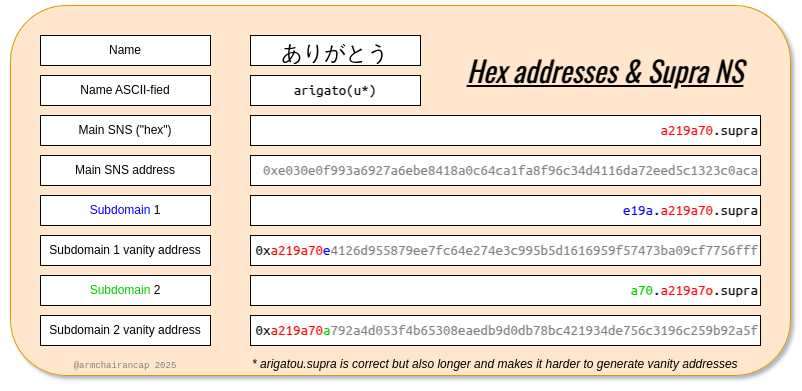 Name
ありがとう
Hex addresses & Supra NS
Name ASCII-fied
arigato(u*)
Main SNS ("hex")
a219a70.supra
Main SNS address
0xe030e0f993a6927a6ebe8418a0c64ca1fa8f96c34d4116da72eed5c1323c0aca
Subdomain 1
e19a.a219a70.supra
Subdomain 1 vanity address
0xa219a70e4126d955879ee7fc64e274e3c995b5d1616959f57473ba09cf7756fff
Subdomain 2
a70.a219a7o.supra
Subdomain 2 vanity address
0xa219a70a792a4d053f4b65308eaedb9d0db78bc421934de756c3196c259b92a5f
@armchairancap 2025
* arigatou.supra is correct but also longer and makes it harder to generate vanity addresses